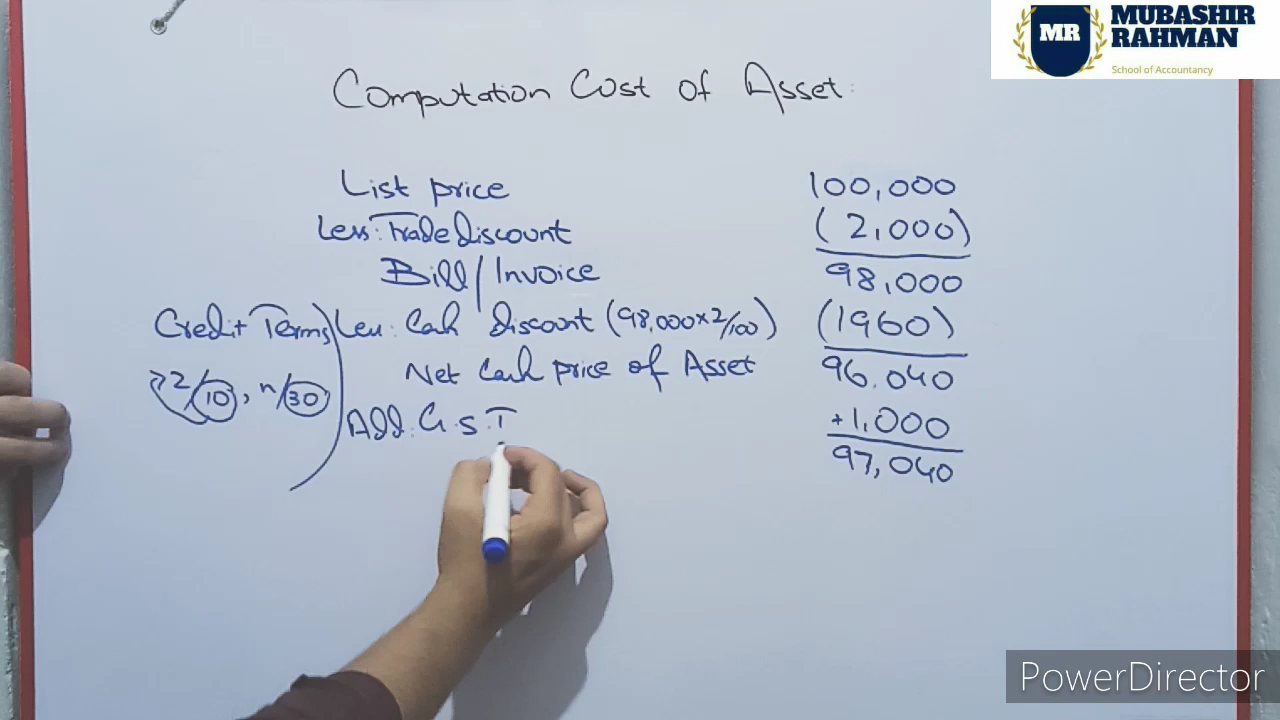 MR
MUBASHIR
RAHMAN
School of Accountancy
Computation Cost of Asset:
List price 100,000
Less: Trade discount (2,000)
Bill/Invoice 98,000
Credit Terms Less: Cash discount (98,000×2/100) (1960)
Net Cash price of Asset 96,040
2/10, n/30
Add: G.S.T +1,000
97,040
PowerDirector